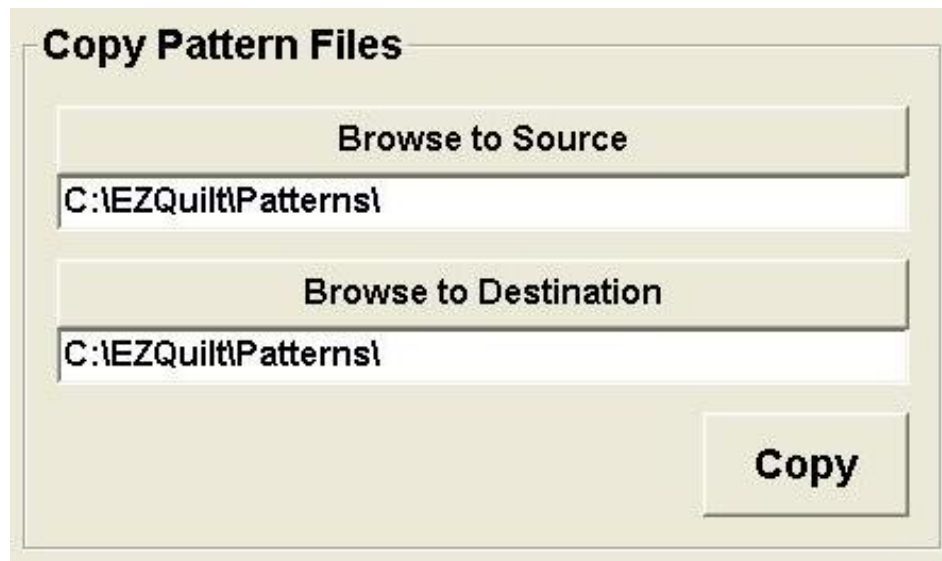 Copy Pattern Files
Browse to Source
C:\EZQuilt\Patterns\
Browse to Destination
C:\EZQuilt\Patterns\
Copy